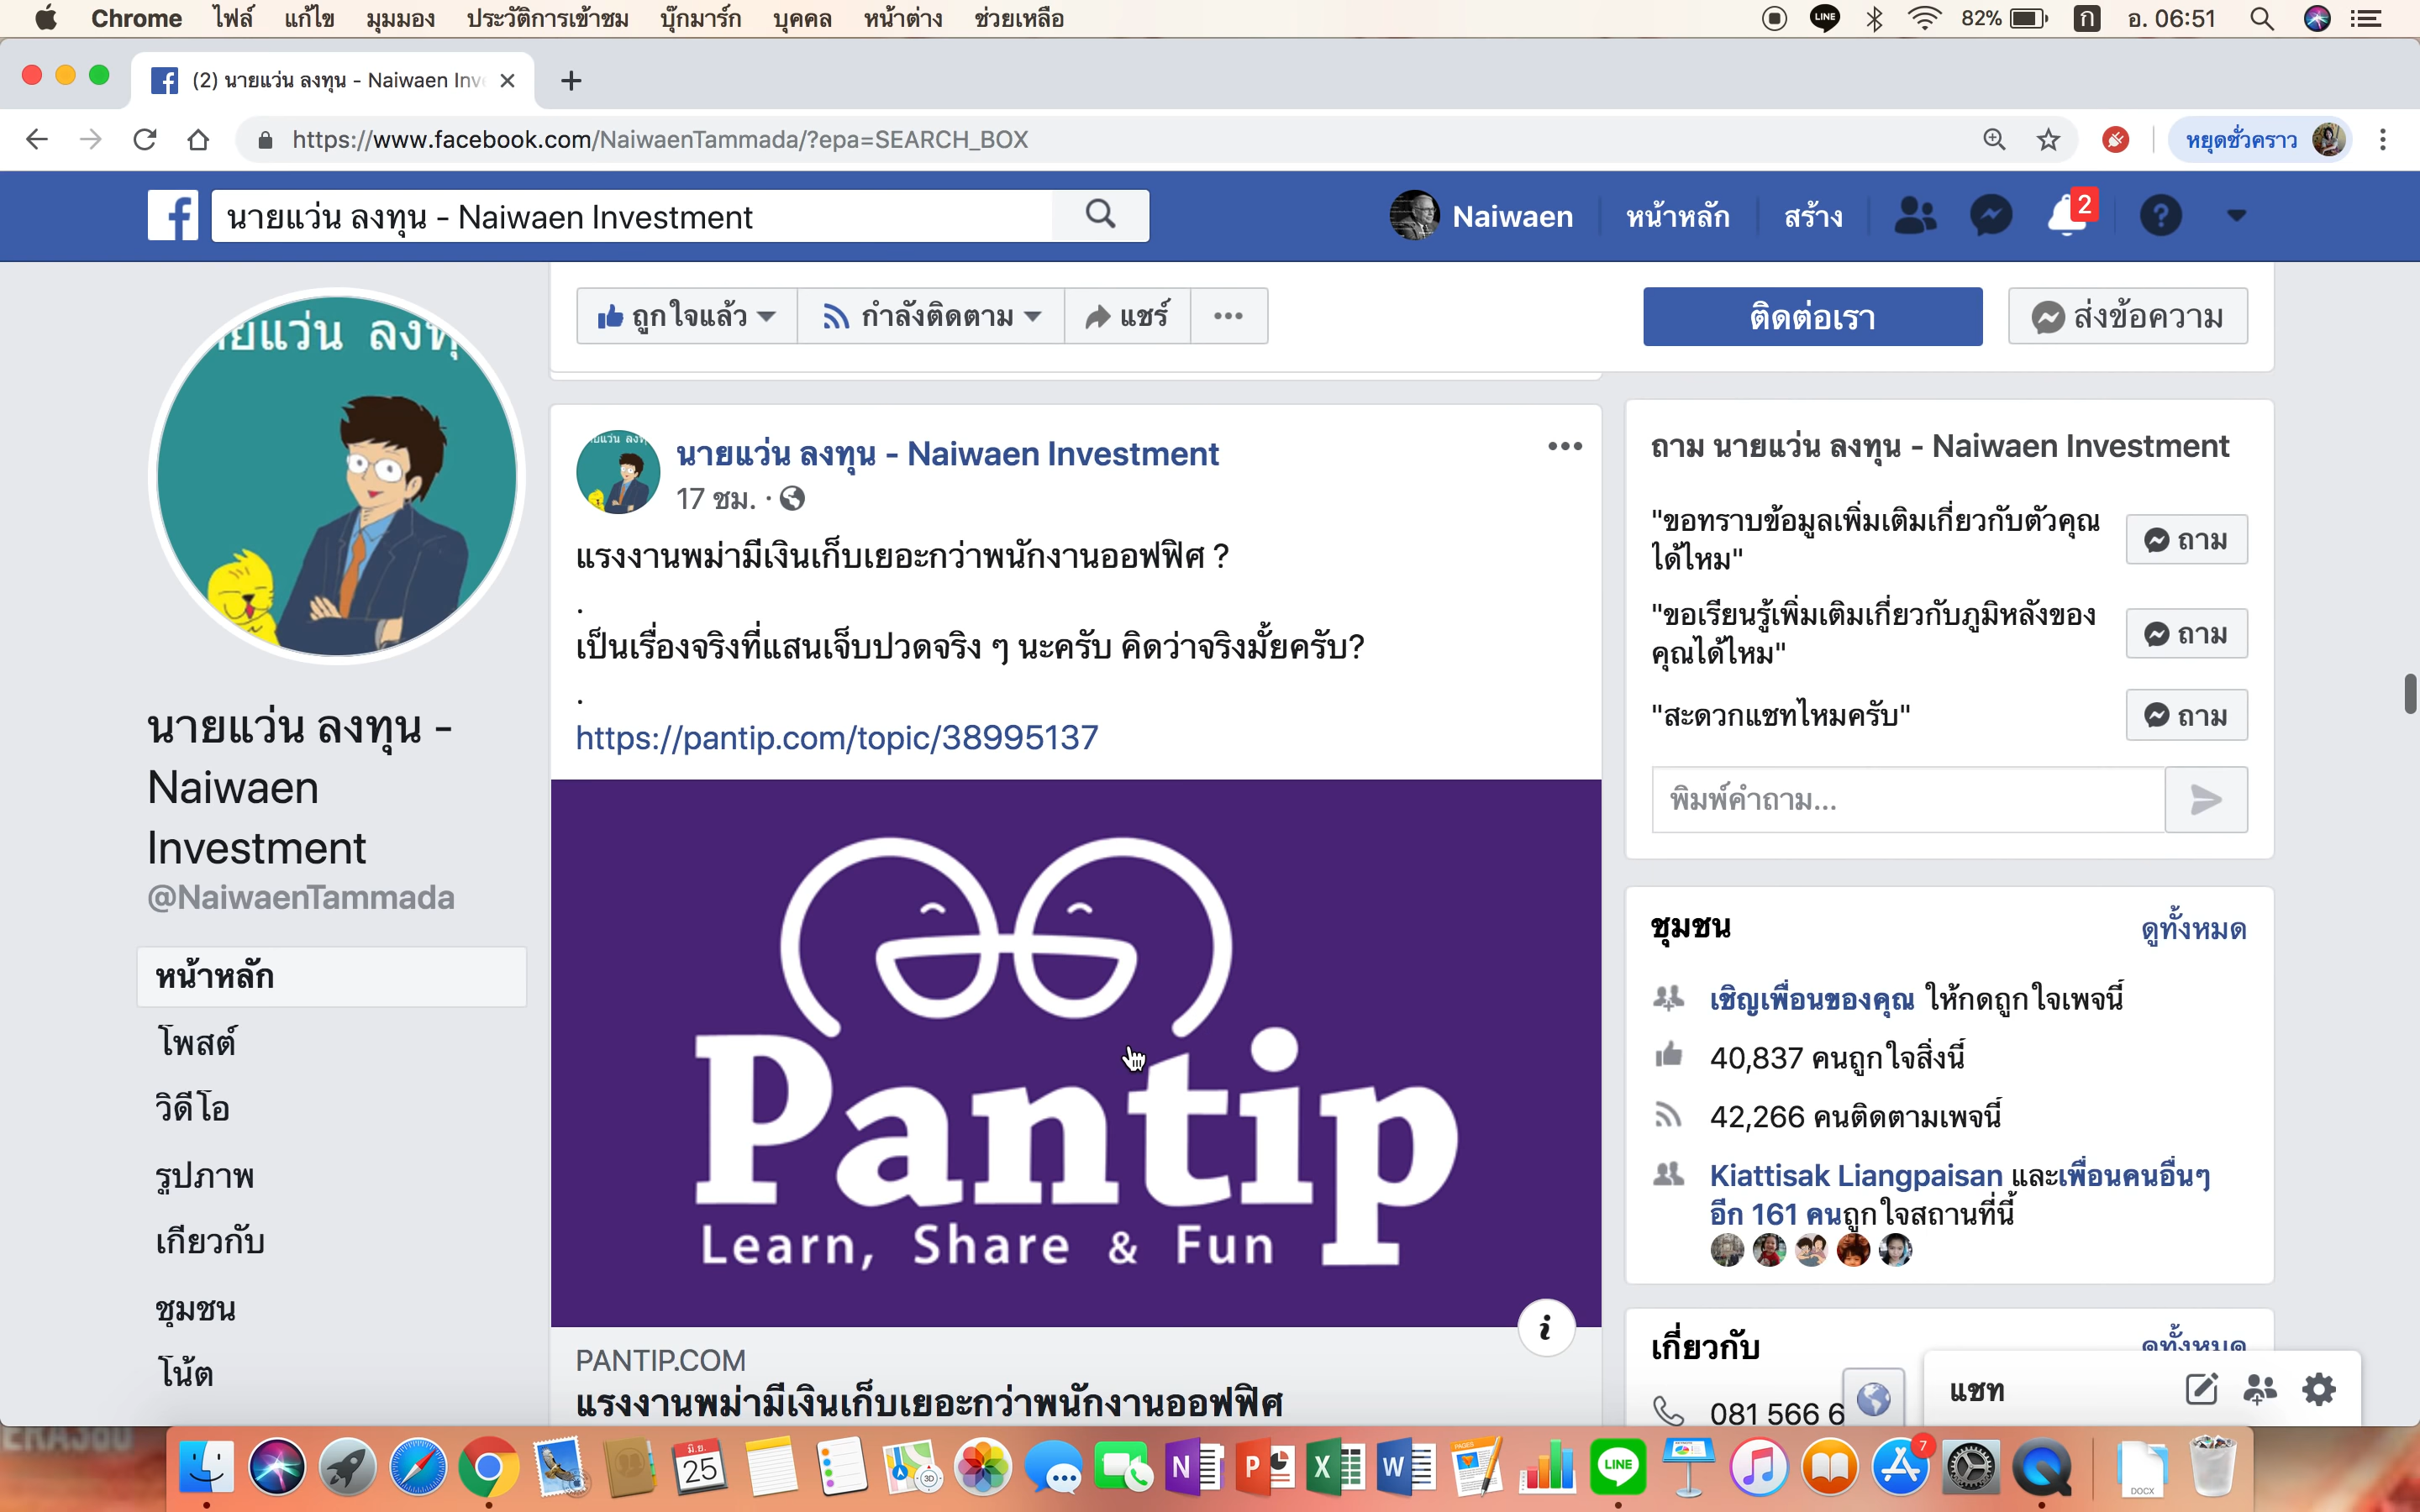 Chrome ไฟล์ แก้ไข มุมมอง ประวัติการเข้าชม บุ๊กมาร์ก บุคคล หน้าต่าง ช่วยเหลือ LINE 82% ก อ. 06:51
(2) นายแว่น ลงทุน - Naiwaen Inv
https://www.facebook.com/NaiwaenTammada/?epa=SEARCH_BOX หยุดชั่วคราว
นายแว่น ลงทุน - Naiwaen Investment Naiwaen หน้าหลัก สร้าง 2
ถูกใจแล้ว กำลังติดตาม แชร์ ติดต่อเรา ส่งข้อความ
นายแว่น ลงทุน -
Naiwaen
Investment
@NaiwaenTammada
หน้าหลัก
โพสต์
วิดีโอ
รูปภาพ
เกี่ยวกับ
ชุมชน
โน้ต
นายแว่น ลงทุน - Naiwaen Investment
17 ชม. ·
แรงงานพม่ามีเงินเก็บเยอะกว่าพนักงานออฟฟิศ ?
.
เป็นเรื่องจริงที่แสนเจ็บปวดจริง ๆ นะครับ คิดว่าจริงมั้ยครับ?
.
https://pantip.com/topic/38995137
Pantip
Learn, Share & Fun
PANTIP.COM
แรงงานพม่ามีเงินเก็บเยอะกว่าพนักงานออฟฟิศ
ถาม นายแว่น ลงทุน - Naiwaen Investment
"ขอทราบข้อมูลเพิ่มเติมเกี่ยวกับตัวคุณ
ได้ไหม" ถาม
"ขอเรียนรู้เพิ่มเติมเกี่ยวกับภูมิหลังของ
คุณได้ไหม" ถาม
"สะดวกแชทไหมครับ" ถาม
พิมพ์คำถาม...
ชุมชน ดูทั้งหมด
เชิญเพื่อนของคุณ ให้กดถูกใจเพจนี้
40,837 คนถูกใจสิ่งนี้
42,266 คนติดตามเพจนี้
Kiattisak Liangpaisan และเพื่อนคนอื่นๆ
อีก 161 คนถูกใจสถานที่นี้
เกี่ยวกับ ดูทั้งหมด
081 566 6
แชท
มิ.ย.
25
3D
N P X W
PAGES
LINE
7
DOCX